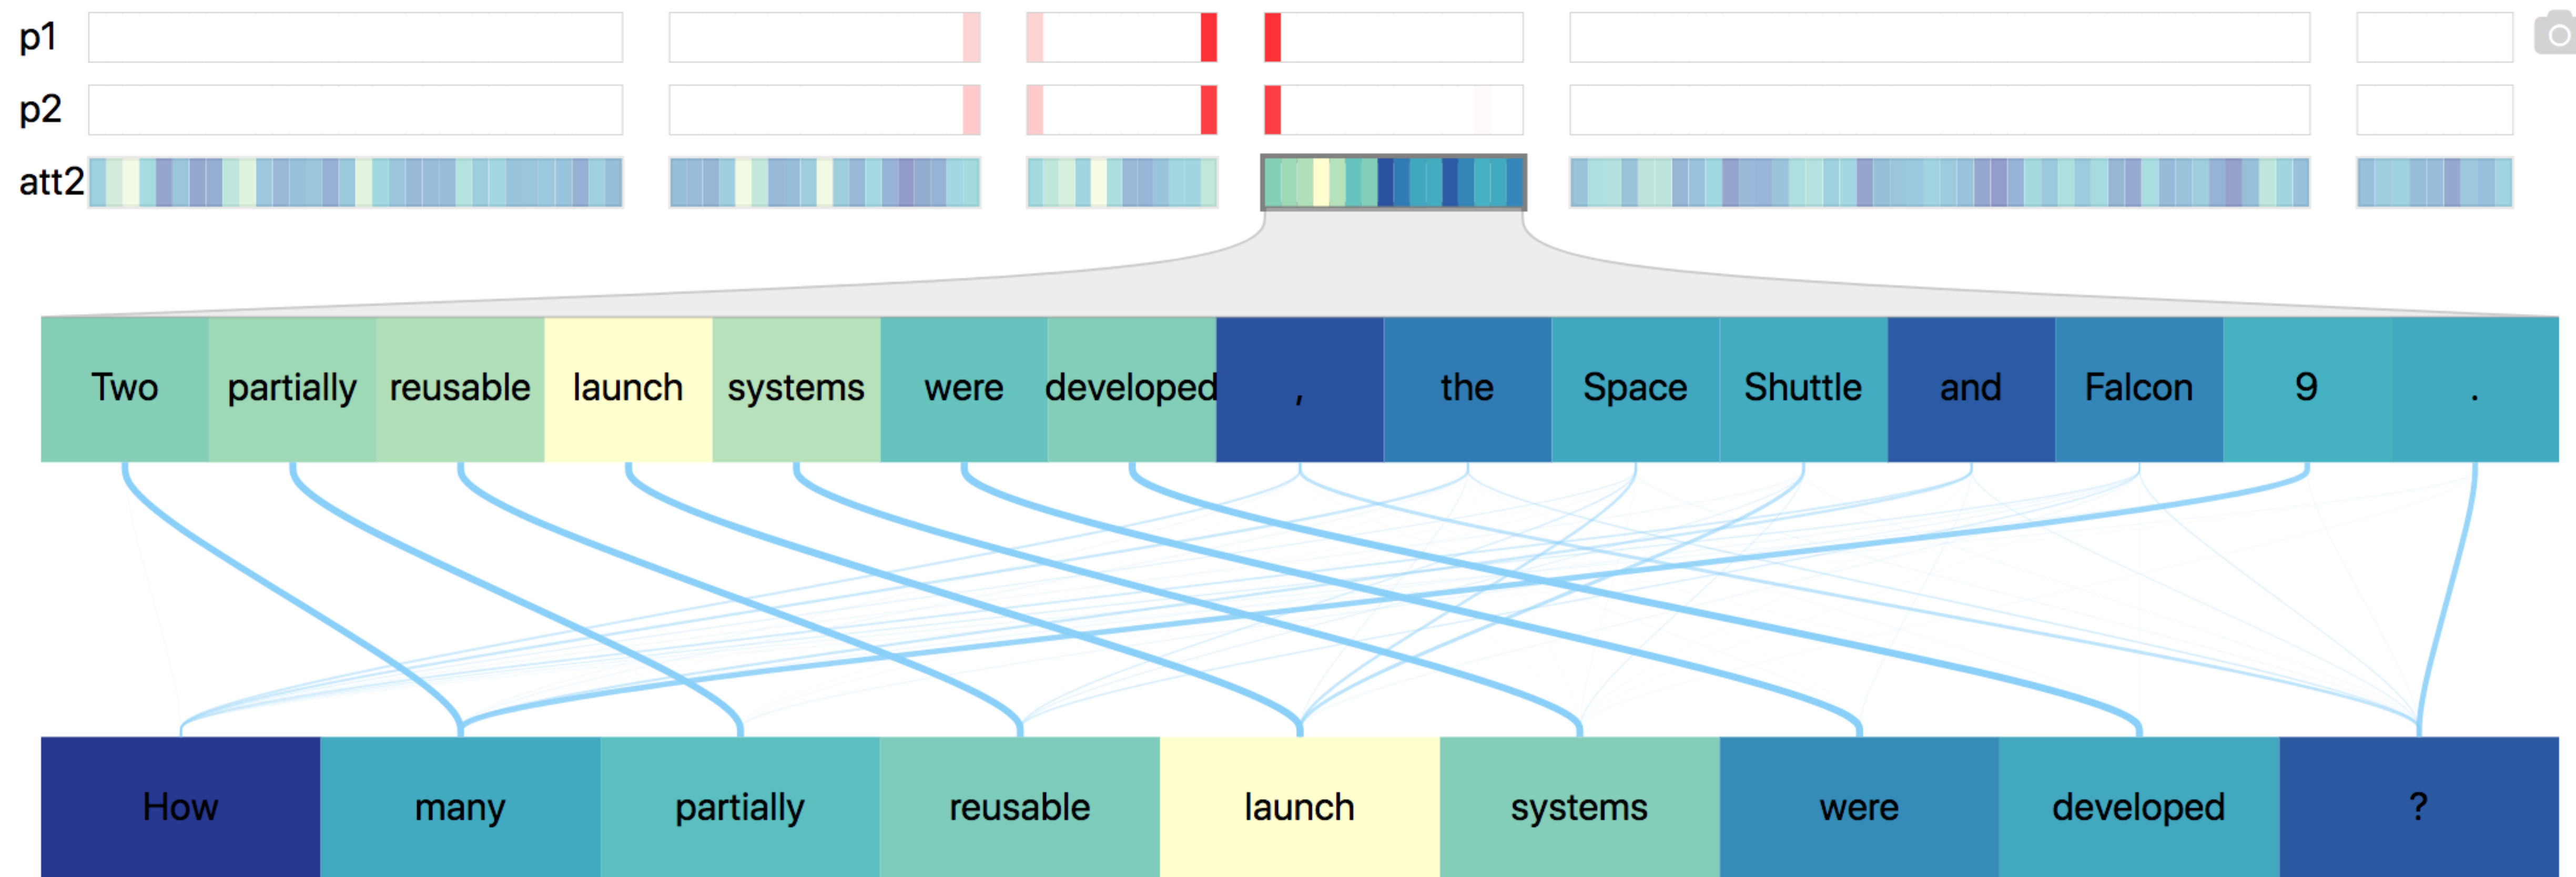 p1
p2
att2
Two partially reusable launch systems were developed , the Space Shuttle and Falcon 9 .
How many partially reusable launch systems were developed ?